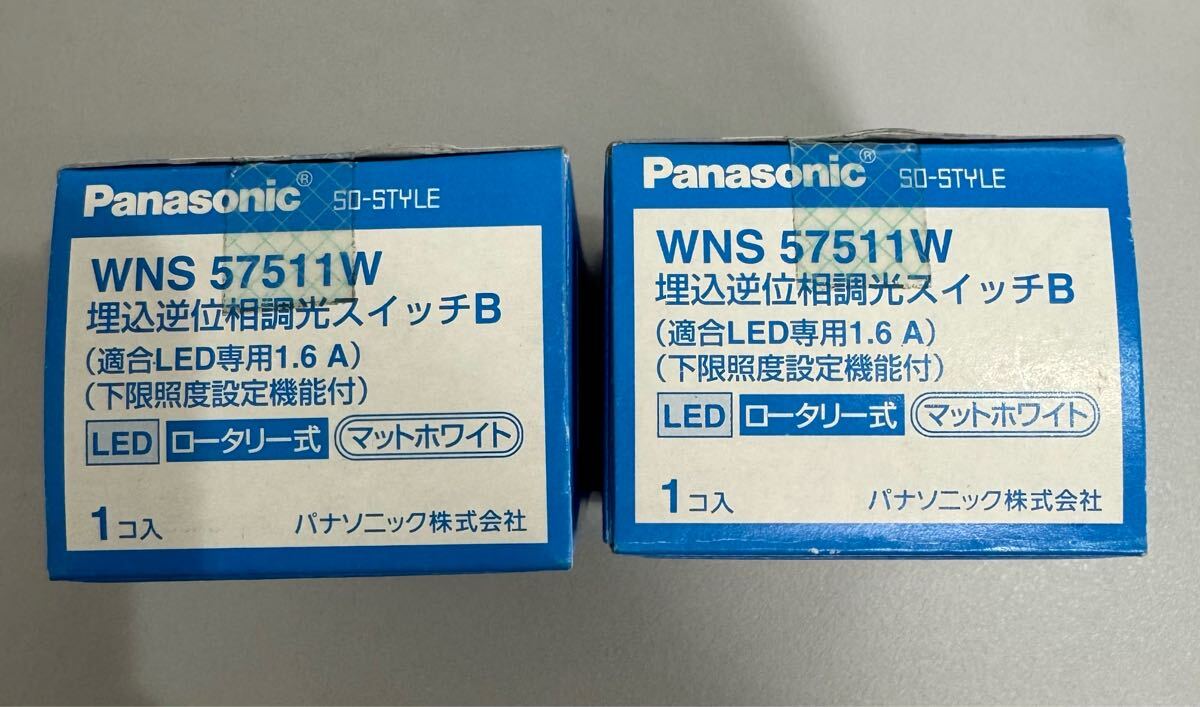 Panasonic® SO-STYLE
WNS 57511W
埋込逆位相調光スイッチB
(適合LED専用1.6 A)
(下限照度設定機能付)
LED ロータリー式 マットホワイト
1コ入 パナソニック株式会社
Panasonic® SO-STYLE
WNS 57511W
埋込逆位相調光スイッチB
(適合LED専用1.6 A)
(下限照度設定機能付)
LED ロータリー式 マットホワイト
1コ入 パナソニック株式会社